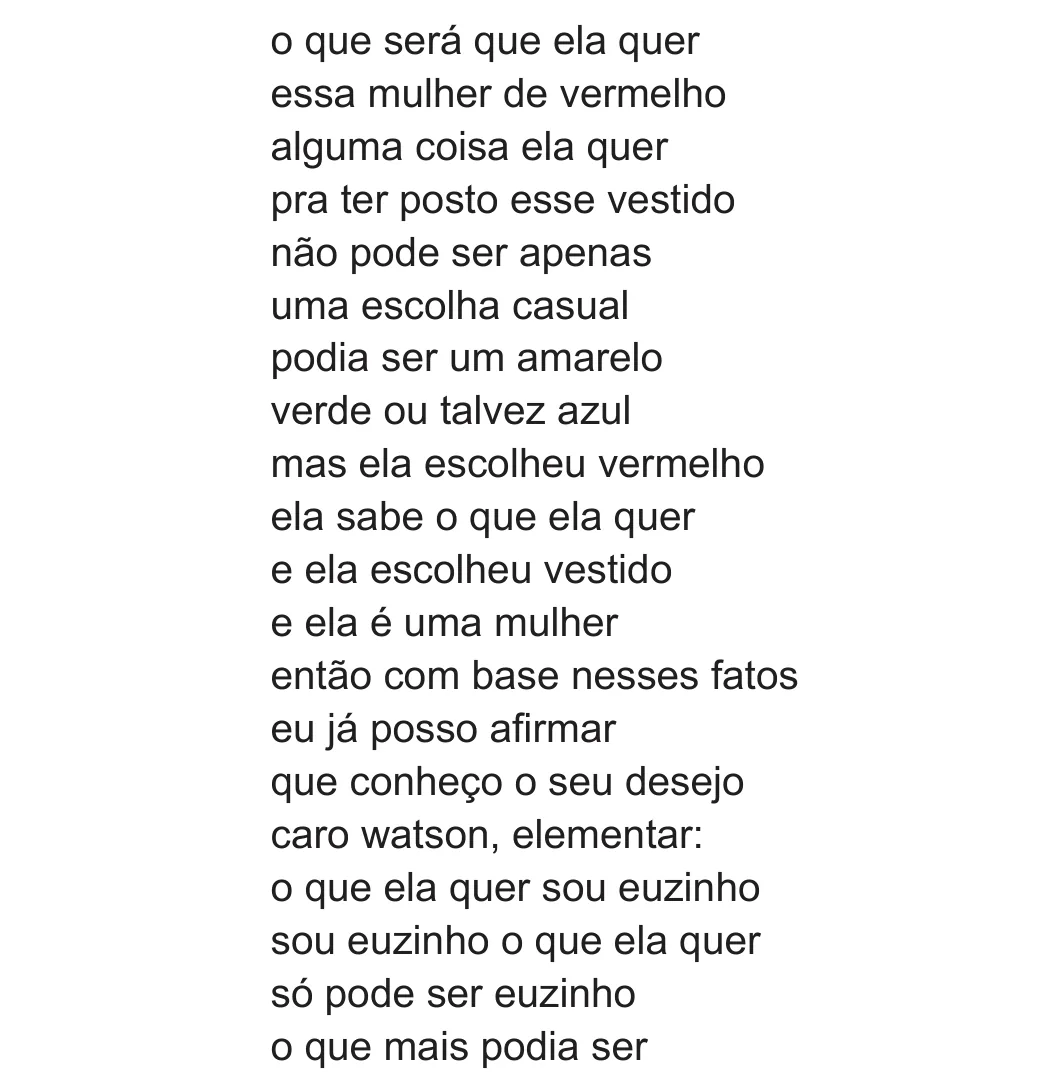 o que será que ela quer
essa mulher de vermelho
alguma coisa ela quer
pra ter posto esse vestido
não pode ser apenas
uma escolha casual
podia ser um amarelo
verde ou talvez azul
mas ela escolheu vermelho
ela sabe o que ela quer
e ela escolheu vestido
e ela é uma mulher
então com base nesses fatos
eu já posso afirmar
que conheço o seu desejo
caro watson, elementar:
o que ela quer sou euzinho
sou euzinho o que ela quer
só pode ser euzinho
o que mais podia ser